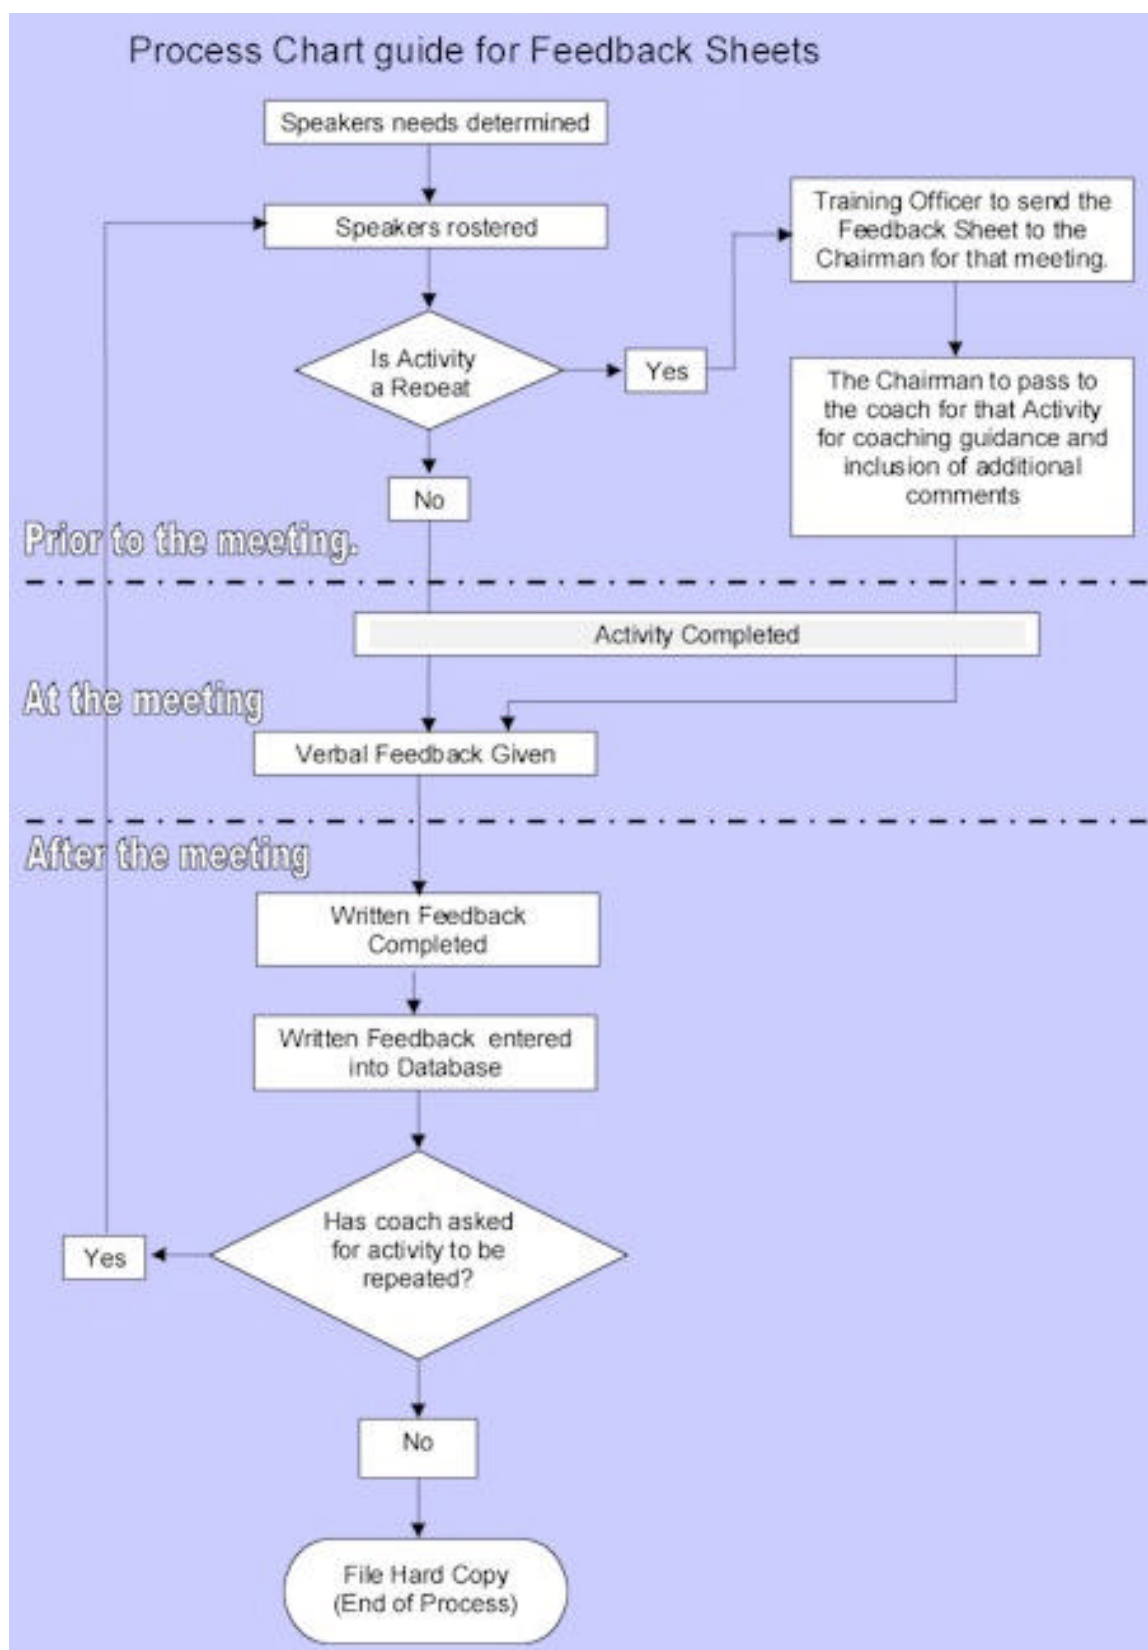 Process Chart guide for Feedback Sheets
Speakers needs determined
Speakers rostered
Training Officer to send the
Feedback Sheet to the
Chairman for that meeting.
Is Activity
a Repeat
Yes
The Chairman to pass to
the coach for that Activity
for coaching guidance and
inclusion of additional
comments
No
Prior to the meeting.
Activity Completed
At the meeting
Verbal Feedback Given
After the meeting
Written Feedback
Completed
Written Feedback entered
into Database
Has coach asked
for activity to be
repeated?
Yes
No
File Hard Copy
(End of Process)